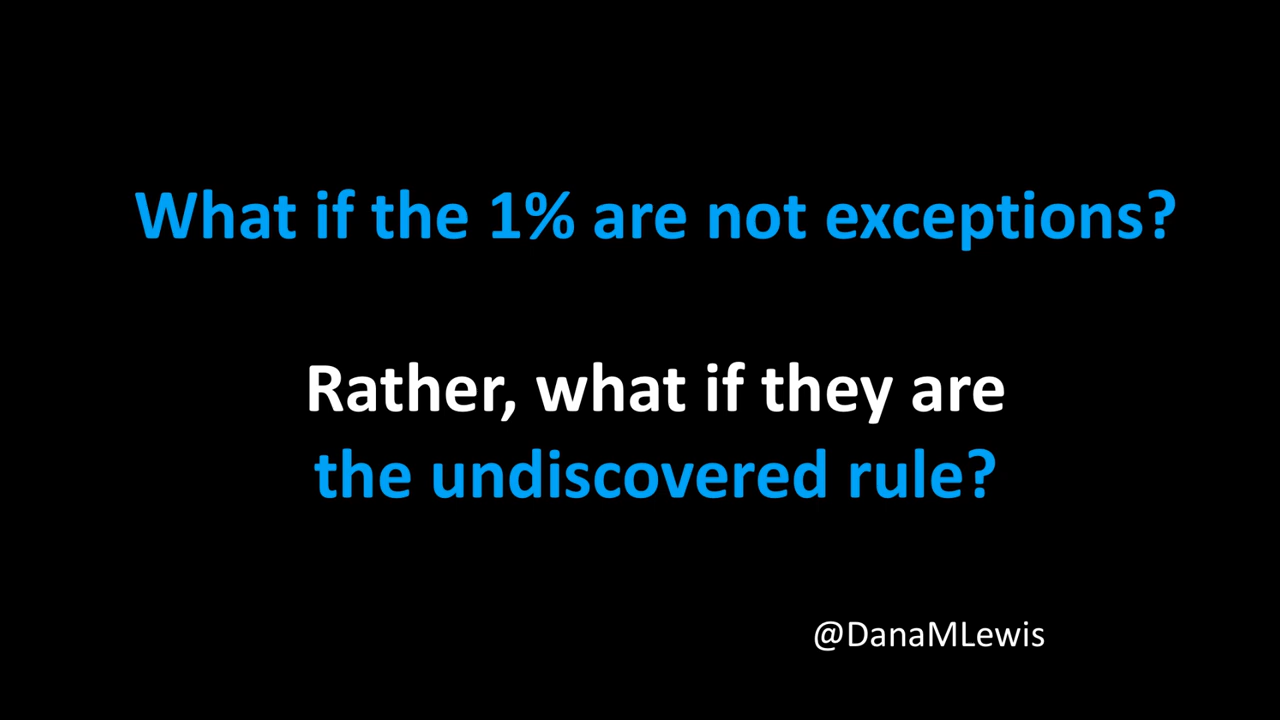 What if the 1% are not exceptions?
Rather, what if they are
the undiscovered rule?
@DanaMLewis